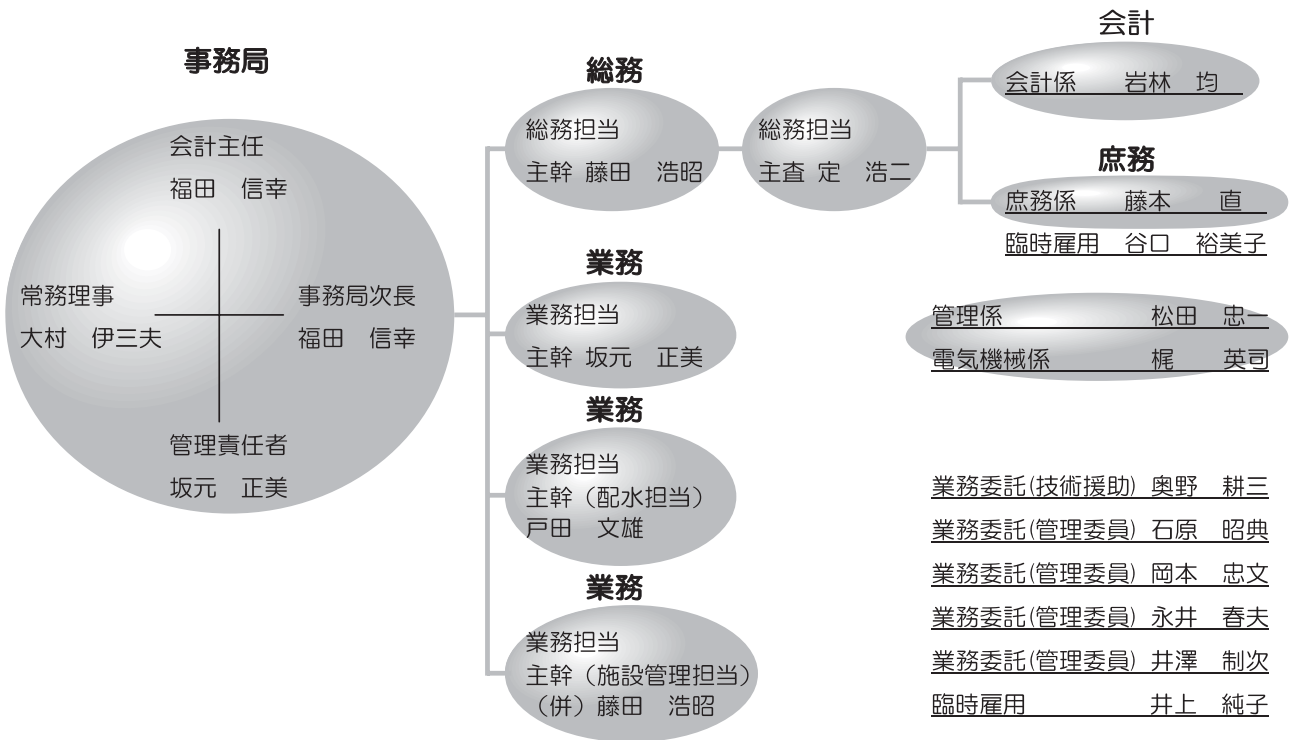 事務局
会計主任
福田　信幸
常務理事
大村　伊三夫
事務局次長
福田　信幸
管理責任者
坂元　正美
総務
総務担当
主幹 藤田　浩昭
総務担当
主査 定　浩二
会計
会計係　岩林　均
庶務
庶務係　藤本　直
臨時雇用　谷口　裕美子
業務
業務担当
主幹 坂元　正美
業務
業務担当
主幹（配水担当）
戸田　文雄
業務
業務担当
主幹（施設管理担当）
（併）藤田　浩昭
管理係　松田　忠一
電気機械係　梶　英司
業務委託(技術援助) 奥野　耕三
業務委託(管理委員) 石原　昭典
業務委託(管理委員) 岡本　忠文
業務委託(管理委員) 永井　春夫
業務委託(管理委員) 井澤　制次
臨時雇用　井上　純子